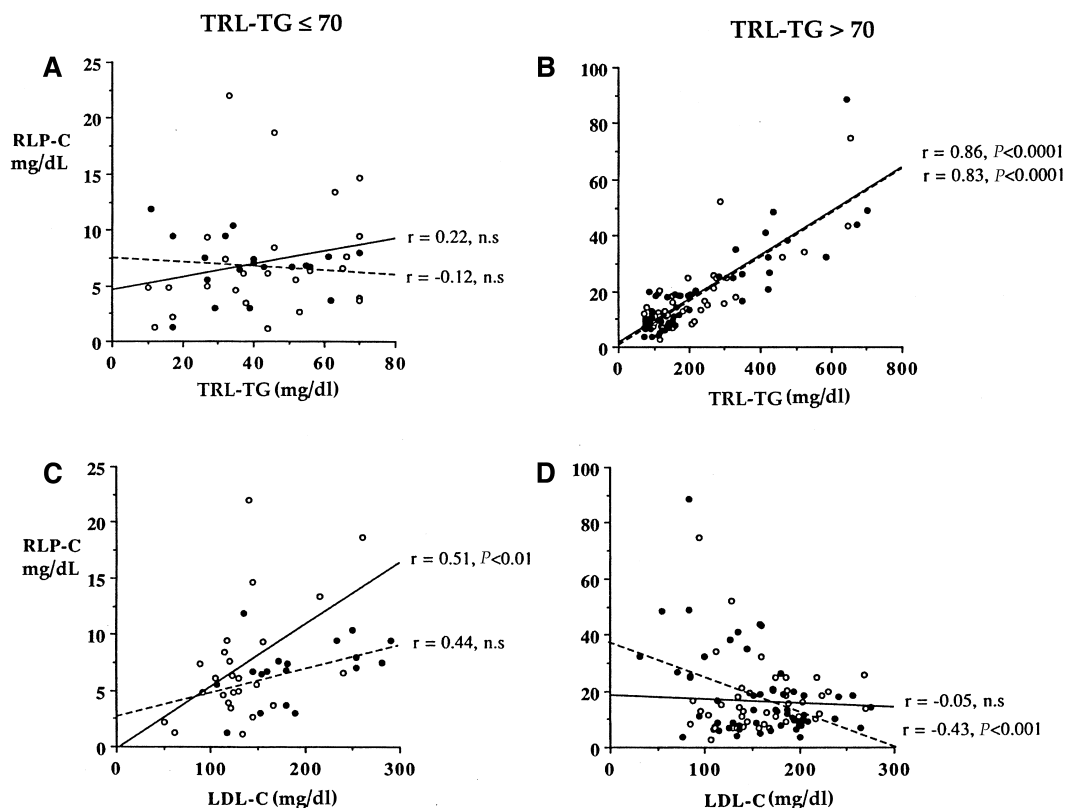 TRL-TG ≤ 70
TRL-TG > 70
A
25
20
15
10
5
0
RLP-C
mg/dL
0 20 40 60 80
TRL-TG (mg/dl)
r = 0.22, n.s
r = -0.12, n.s
B
100
80
60
40
20
0
0 200 400 600 800
TRL-TG (mg/dl)
r = 0.86, P<0.0001
r = 0.83, P<0.0001
C
25
20
15
10
5
0
RLP-C
mg/dL
0 100 200 300
LDL-C (mg/dl)
r = 0.51, P<0.01
r = 0.44, n.s
D
100
80
60
40
20
0
0 100 200 300
LDL-C (mg/dl)
r = -0.05, n.s
r = -0.43, P<0.001